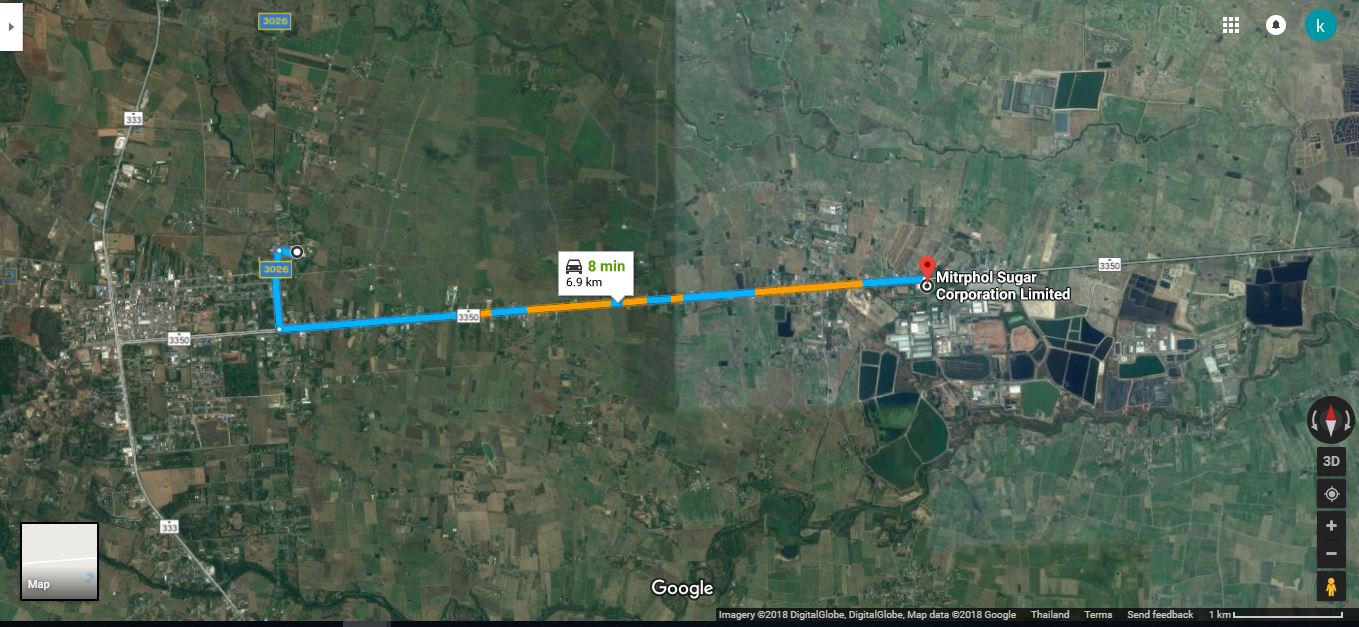 3026
k
333
3026
8 min
6.9 km
3350
Mitrphol Sugar
Corporation Limited
3350
3350
3D
333
Map
Google
Imagery ©2018 DigitalGlobe, DigitalGlobe, Map data ©2018 Google Thailand Terms Send feedback 1 km